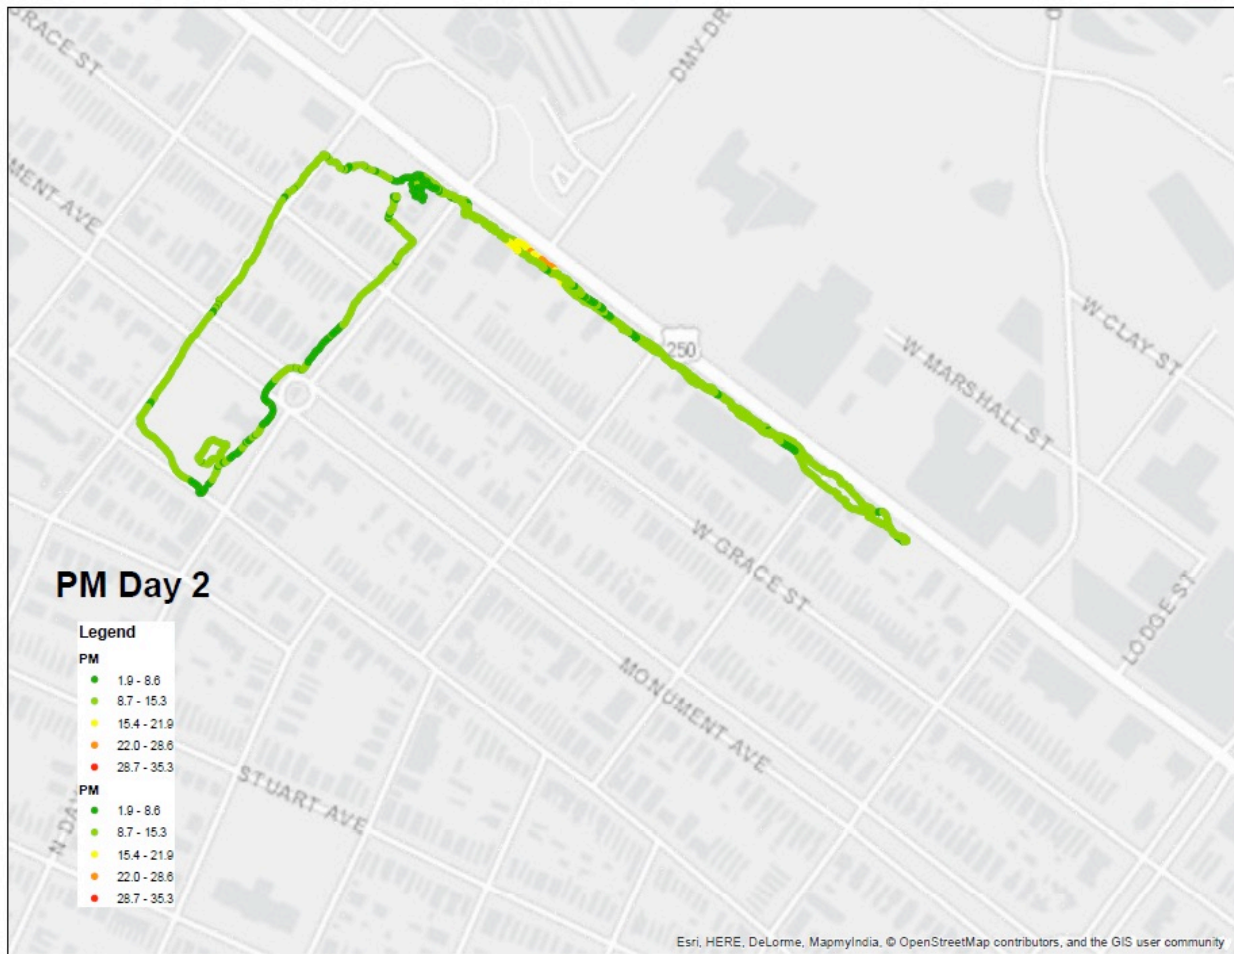 GRACE ST
DMV DR
MENT AVE
250
W CLAY ST
W MARSHALL ST
W GRACE ST
LODGE ST
MONUMENT AVE
STUART AVE
PM Day 2
Legend
PM
1.9 - 8.6
8.7 - 15.3
15.4 - 21.9
22.0 - 28.6
28.7 - 35.3
PM
1.9 - 8.6
8.7 - 15.3
15.4 - 21.9
22.0 - 28.6
28.7 - 35.3
Esri, HERE, DeLorme, MapmyIndia, © OpenStreetMap contributors, and the GIS user community